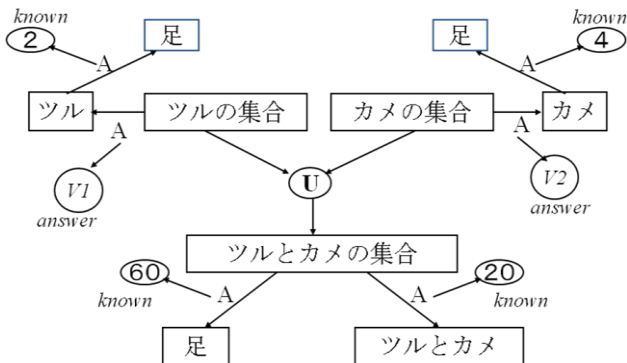 known
known
2
足
足
4
A
A
ツル
ツルの集合
カメの集合
カメ
A
A
V1
U
V2
answer
answer
ツルとカメの集合
60
A
A
20
known
known
足
ツルとカメ